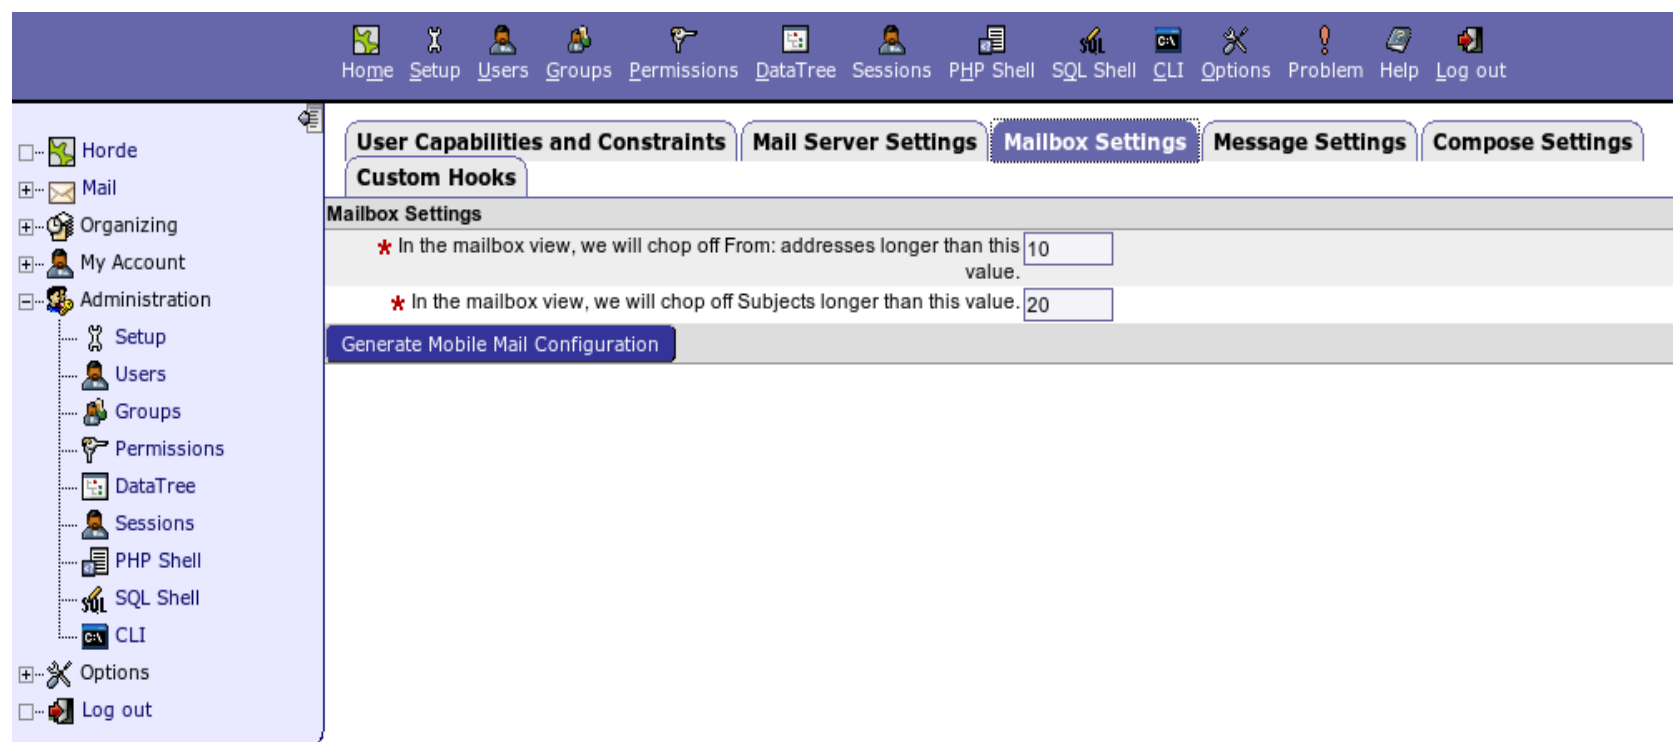 Home Setup Users Groups Permissions DataTree Sessions PHP Shell SQL Shell CLI Options Problem Help Log out
Horde
Mail
Organizing
My Account
Administration
Setup
Users
Groups
Permissions
DataTree
Sessions
PHP Shell
SQL Shell
CLI
Options
Log out
User Capabilities and Constraints Mail Server Settings Mailbox Settings Message Settings Compose Settings
Custom Hooks
Mailbox Settings
* In the mailbox view, we will chop off From: addresses longer than this 10
value.
* In the mailbox view, we will chop off Subjects longer than this value. 20
Generate Mobile Mail Configuration